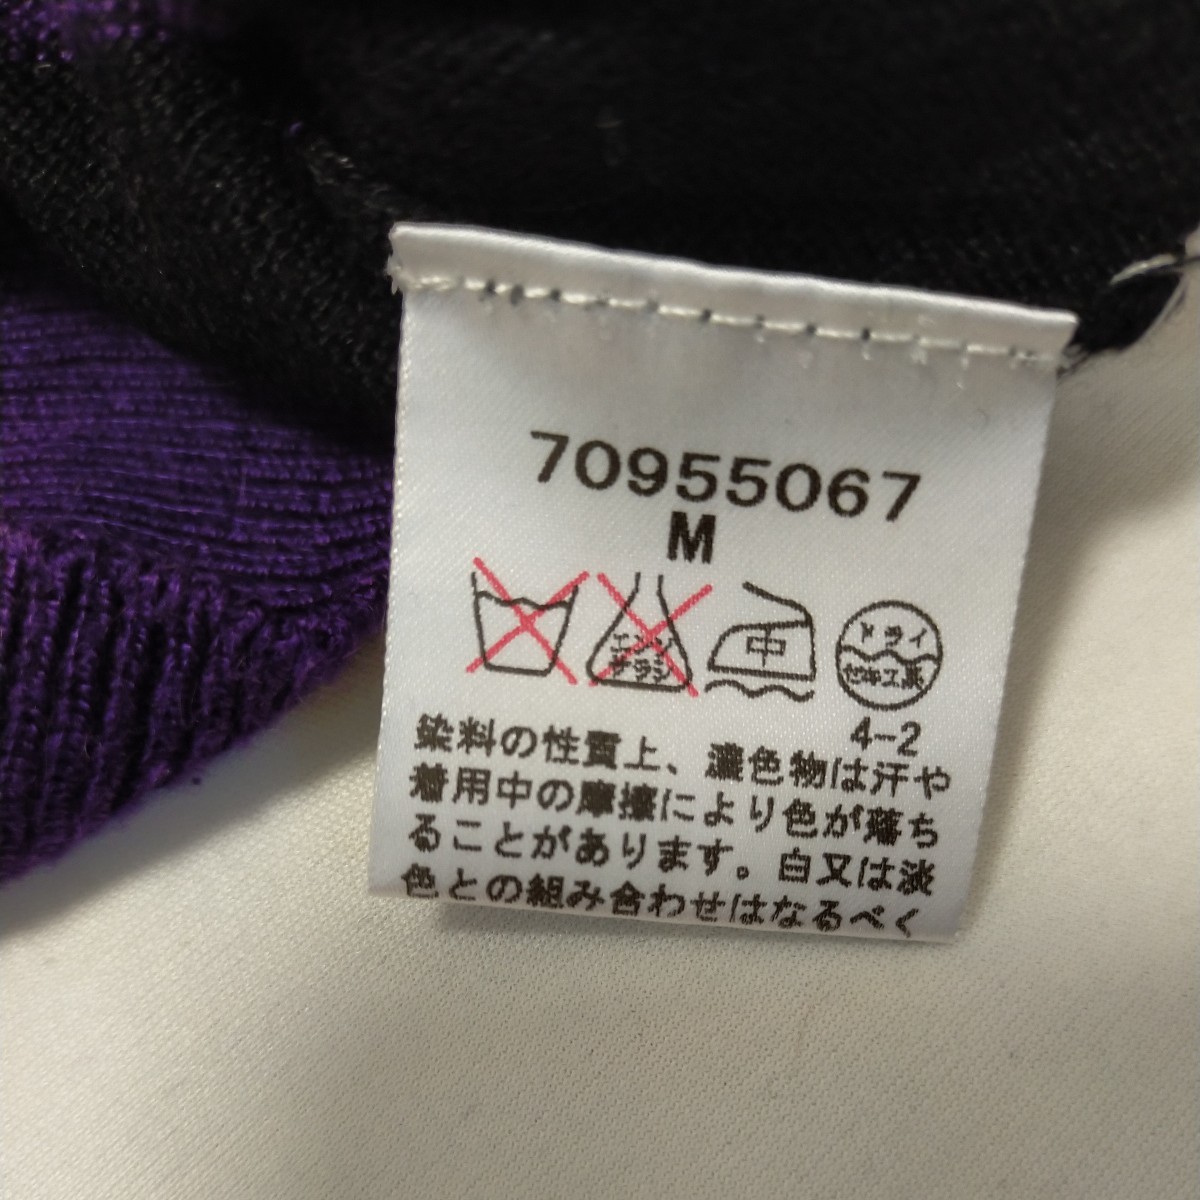 70955067
M
エンソ
サラシ
中
ドライ
セキユ系
4-2
染料の性質上、濃色物は汗や
着用中の摩擦により色が落ち
ることがあります。白又は淡
色との組み合わせはなるべく